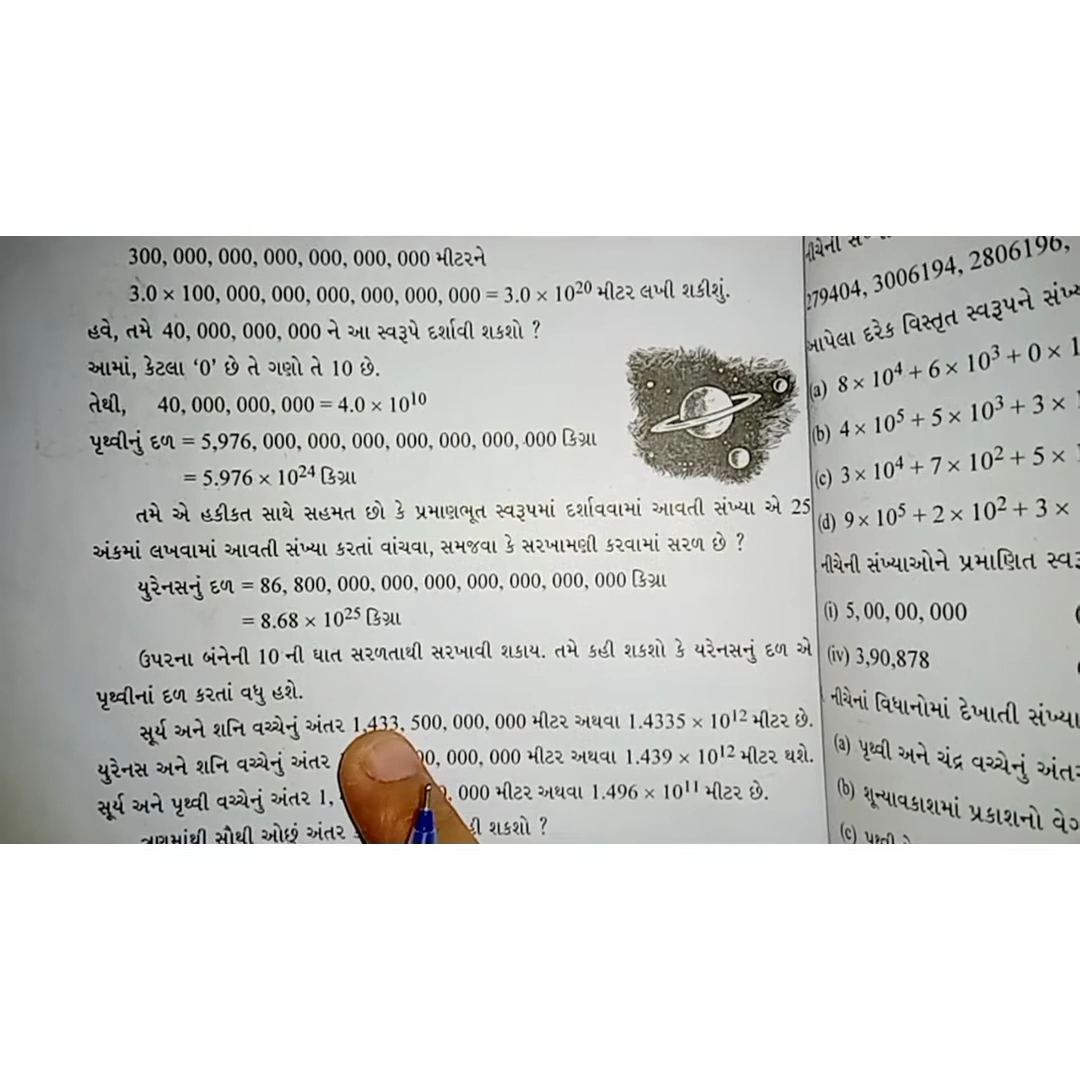 300, 000, 000, 000, 000, 000, 000 મીટરને
3.0 × 100, 000, 000, 000, 000, 000, 000 = 3.0 × 10²⁰ મીટર લખી શકીશું.
હવે, તમે 40, 000, 000, 000 ને આ સ્વરૂપે દર્શાવી શકશો ?
આમાં, કેટલા ‘0’ છે તે ગણો તે 10 છે.
તેથી, 40, 000, 000, 000 = 4.0 × 10¹⁰
પૃથ્વીનું દળ = 5,976, 000, 000, 000, 000, 000, 000, 000 કિગ્રા
= 5.976 × 10²⁴ કિગ્રા
તમે એ હકીકત સાથે સહમત છો કે પ્રમાણભૂત સ્વરૂપમાં દર્શાવવામાં આવતી સંખ્યા એ 25
અંકમાં લખવામાં આવતી સંખ્યા કરતાં વાંચવા, સમજવા કે સરખામણી કરવામાં સરળ છે ?
યુરેનસનું દળ = 86, 800, 000, 000, 000, 000, 000, 000, 000 કિગ્રા
= 8.68 × 10²⁵ કિગ્રા
ઉપરના બંનેની 10 ની ઘાત સરળતાથી સરખાવી શકાય. તમે કહી શકશો કે યરેનસનું દળ એ
પૃથ્વીનાં દળ કરતાં વધુ હશે.
સૂર્ય અને શનિ વચ્ચેનું અંતર 1,433, 500, 000, 000 મીટર અથવા 1.4335 × 10¹² મીટર છે.
યુરેનસ અને શનિ વચ્ચેનું અંતર 000, 000 મીટર અથવા 1.439 × 10¹² મીટર થશે.
સૂર્ય અને પૃથ્વી વચ્ચેનું અંતર 1, 000 મીટર અથવા 1.496 × 10¹¹ મીટર છે.
ત્રણમાંથી સૌથી ઓછું અંતર શકશો ?
279404, 3006194, 2806196,
આપેલા દરેક વિસ્તૃત સ્વરૂપને
(a) 8 × 10⁴ + 6 × 10³ + 0 × 1
(b) 4 × 10⁵ + 5 × 10³ + 3 ×
(c) 3 × 10⁴ + 7 × 10² + 5 ×
(d) 9 × 10⁵ + 2 × 10² + 3 ×
નીચેની સંખ્યાઓને પ્રમાણિત
(i) 5, 00, 00, 000
(iv) 3,90,878
નીચેનાં વિધાનોમાં દેખાતી
(a) પૃથ્વી અને ચંદ્ર વચ્ચેનું
(b) શૂન્યાવકાશમાં પ્રકાશનો
(c)